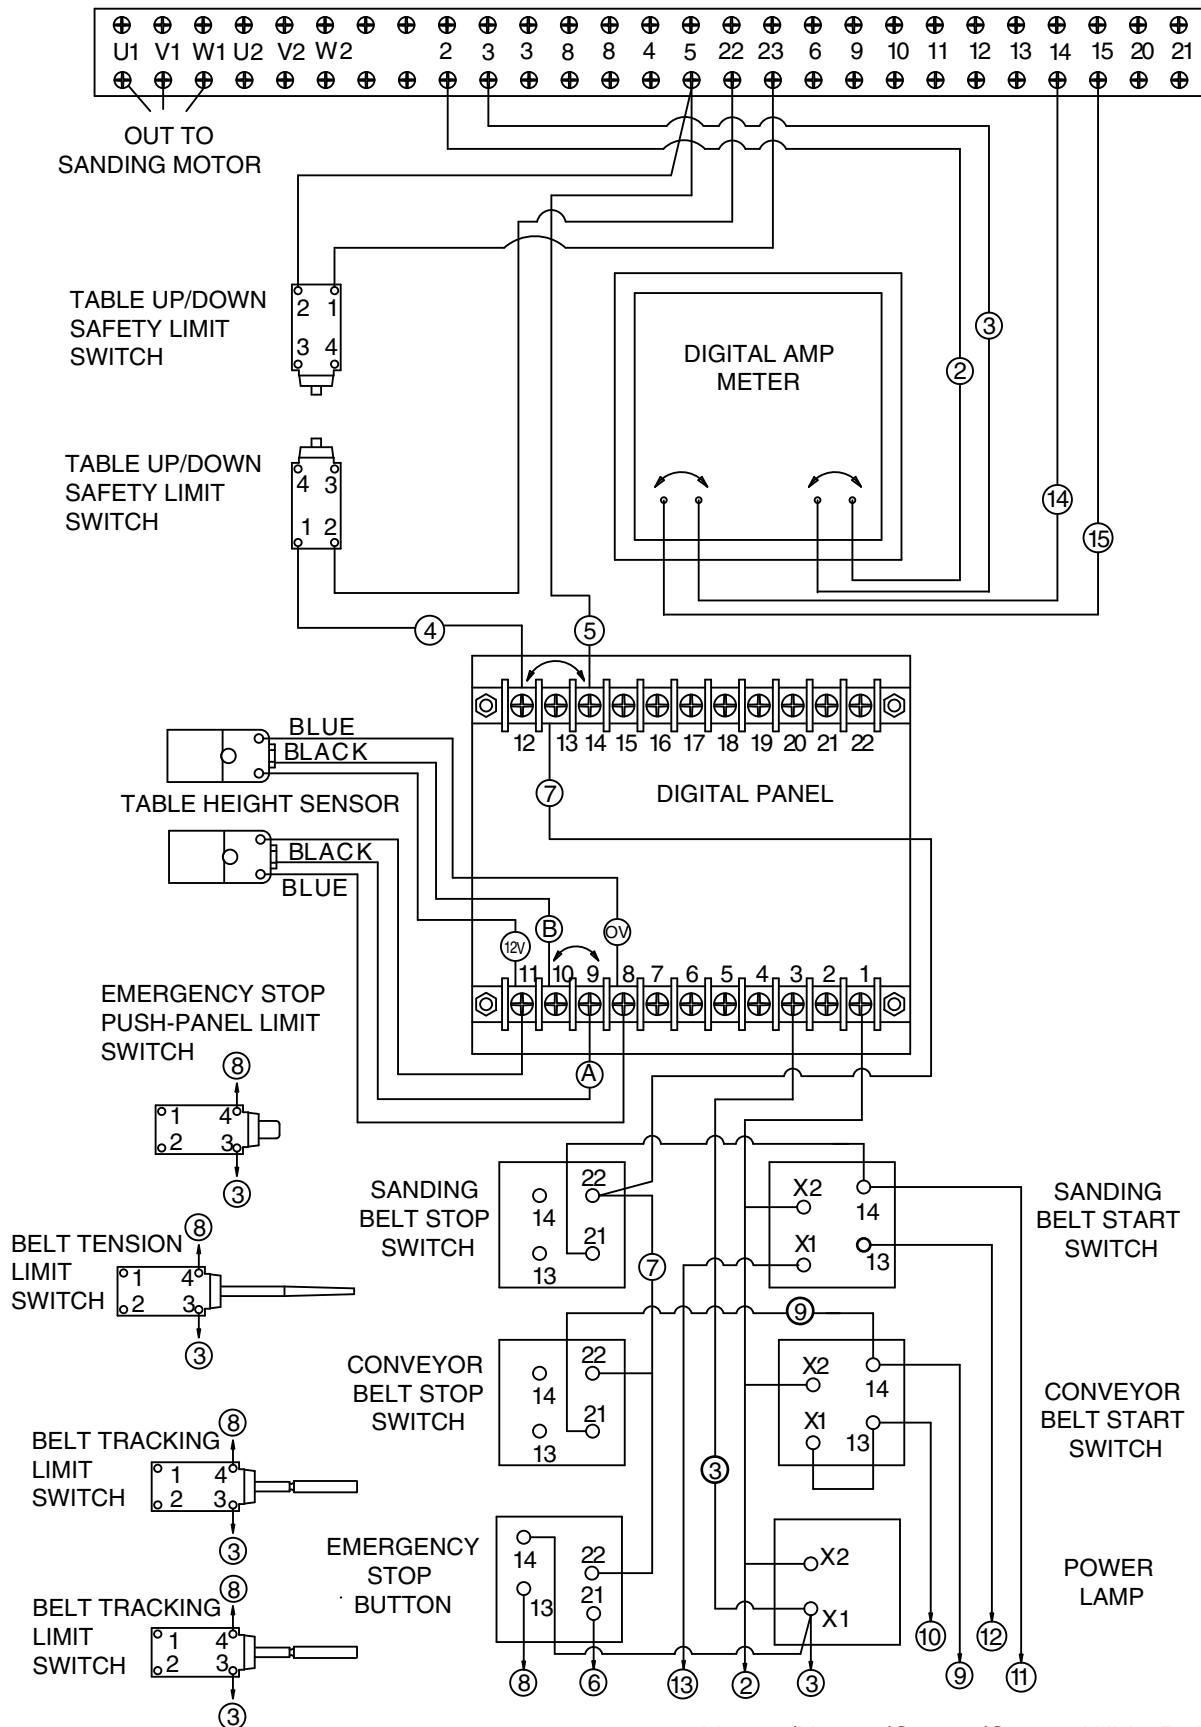 U1 V1 W1 U2 V2 W2 2 3 3 8 8 4 5 22 23 6 9 10 11 12 13 14 15 20 21
OUT TO
SANDING MOTOR
TABLE UP/DOWN
SAFETY LIMIT
SWITCH
2 1
3 4
DIGITAL AMP
METER
3
2
14
15
TABLE UP/DOWN
SAFETY LIMIT
SWITCH
4 3
1 2
4
5
12 13 14 15 16 17 18 19 20 21 22
7
DIGITAL PANEL
BLUE
BLACK
TABLE HEIGHT SENSOR
BLACK
BLUE
12V
B
0V
11 10 9 8 7 6 5 4 3 2 1
A
EMERGENCY STOP
PUSH-PANEL LIMIT
SWITCH
8
1 4
2 3
3
BELT TENSION
LIMIT
SWITCH
8
1 4
2 3
3
BELT TRACKING
LIMIT
SWITCH
8
1 4
2 3
3
BELT TRACKING
LIMIT
SWITCH
8
1 4
2 3
3
SANDING
BELT STOP
SWITCH
22
14
21
13
7
X2
14
X1
13
SANDING
BELT START
SWITCH
9
CONVEYOR
BELT STOP
SWITCH
22
14
21
13
3
X2
14
X1
13
CONVEYOR
BELT START
SWITCH
EMERGENCY
STOP
BUTTON
14
22
13
21
X2
X1
POWER
LAMP
8 6 13 2 3 10 9 12 11